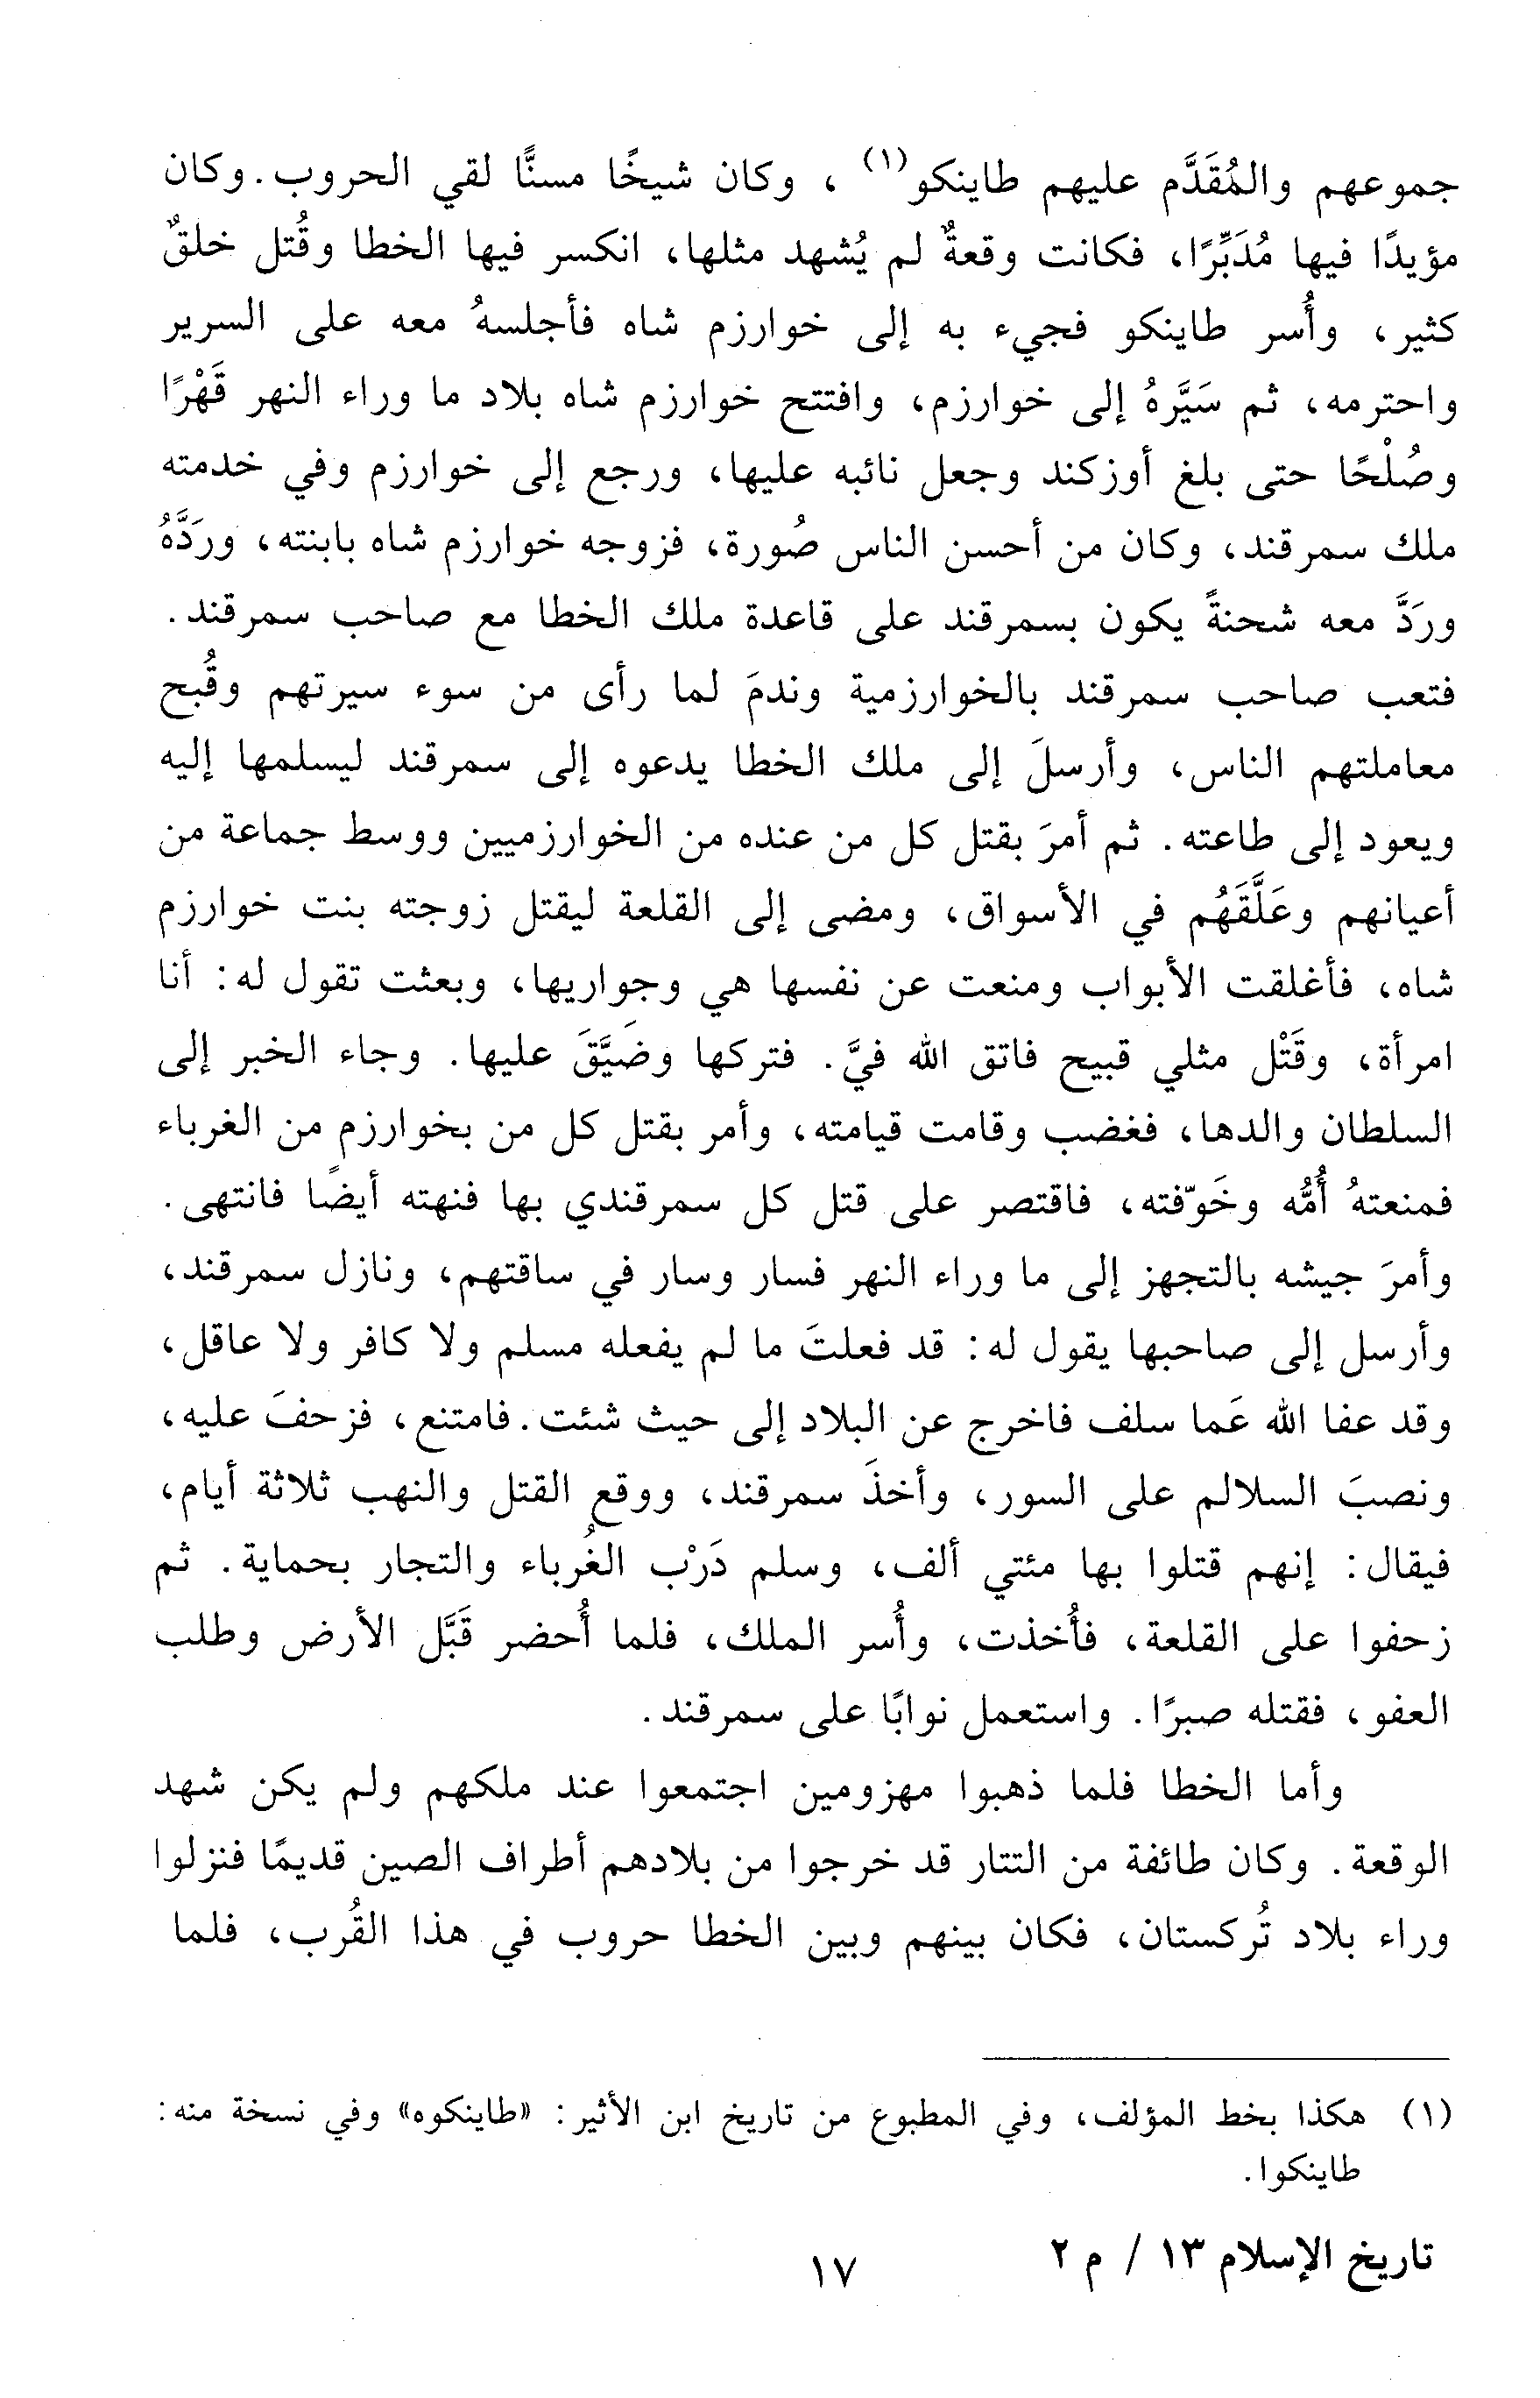 جموعهم والمُقَدَّم عليهم طاينكو(١) ، وكان شيخًا مسنًّا لقي الحروب. وكان
مؤيدًا فيها مُدَبِّرًا، فكانت وقعةٌ لم يُشهد مثلها، انكسر فيها الخطا وقُتل خلقٌ
كثير، وأُسر طاينكو فجيء به إلى خوارزم شاه فأجلسهُ معه على السرير
واحترمه، ثم سَيَّرهُ إلى خوارزم، وافتتح خوارزم شاه بلاد ما وراء النهر قَهْرًا
وصُلْحًا حتى بلغ أوزكند وجعل نائبه عليها، ورجع إلى خوارزم وفي خدمته
ملك سمرقند، وكان من أحسن الناس صُورة، فزوجه خوارزم شاه بابنته، وردَّهُ
وردَّ معه شحنةً يكون بسمرقند على قاعدة ملك الخطا مع صاحب سمرقند.
فتعب صاحب سمرقند بالخوارزمية وندمَ لما رأى من سوء سيرتهم وقُبح
معاملتهم الناس، وأرسلَ إلى ملك الخطا يدعوه إلى سمرقند ليسلمها إليه
ويعود إلى طاعته. ثم أمرَ بقتل كل من عنده من الخوارزميين ووسط جماعة من
أعيانهم وعَلَّقَهُم في الأسواق، ومضى إلى القلعة ليقتل زوجته بنت خوارزم
شاه، فأغلقت الأبواب ومنعت عن نفسها هي وجواريها، وبعثت تقول له: أنا
امرأة، وقَتْل مثلي قبيح فاتق الله فيَّ. فتركها وضَيَّقَ عليها. وجاء الخبر إلى
السلطان والدها، فغضب وقامت قيامته، وأمر بقتل كل من بخوارزم من الغرباء
فمنعتهُ أُمُّه وخَوّفته، فاقتصر على قتل كل سمرقندي بها فنهته أيضًا فانتهى.
وأمرَ جيشه بالتجهز إلى ما وراء النهر فسار وسار في ساقتهم، ونازل سمرقند،
وأرسل إلى صاحبها يقول له: قد فعلتَ ما لم يفعله مسلم ولا كافر ولا عاقل،
وقد عفا الله عَما سلف فاخرج عن البلاد إلى حيث شئت. فامتنع، فزحفَ عليه،
ونصبَ السلالم على السور، وأخذَ سمرقند، ووقع القتل والنهب ثلاثة أيام،
فيقال: إنهم قتلوا بها مئتي ألف، وسلم دَرْب الغُرباء والتجار بحماية. ثم
زحفوا على القلعة، فأُخذت، وأُسر الملك، فلما أُحضر قَبَّل الأرض وطلب
العفو، فقتله صبرًا. واستعمل نوابًا على سمرقند.
وأما الخطا فلما ذهبوا مهزومين اجتمعوا عند ملكهم ولم يكن شهد
الوقعة. وكان طائفة من التتار قد خرجوا من بلادهم أطراف الصين قديمًا فنزلوا
وراء بلاد تُركستان، فكان بينهم وبين الخطا حروب في هذا القُرب، فلما
(١) هكذا بخط المؤلف، وفي المطبوع من تاريخ ابن الأثير: «طاينكوه» وفي نسخة منه:
طاينكوا.
تاريخ الإسلام ١٣ / م ٢
١٧